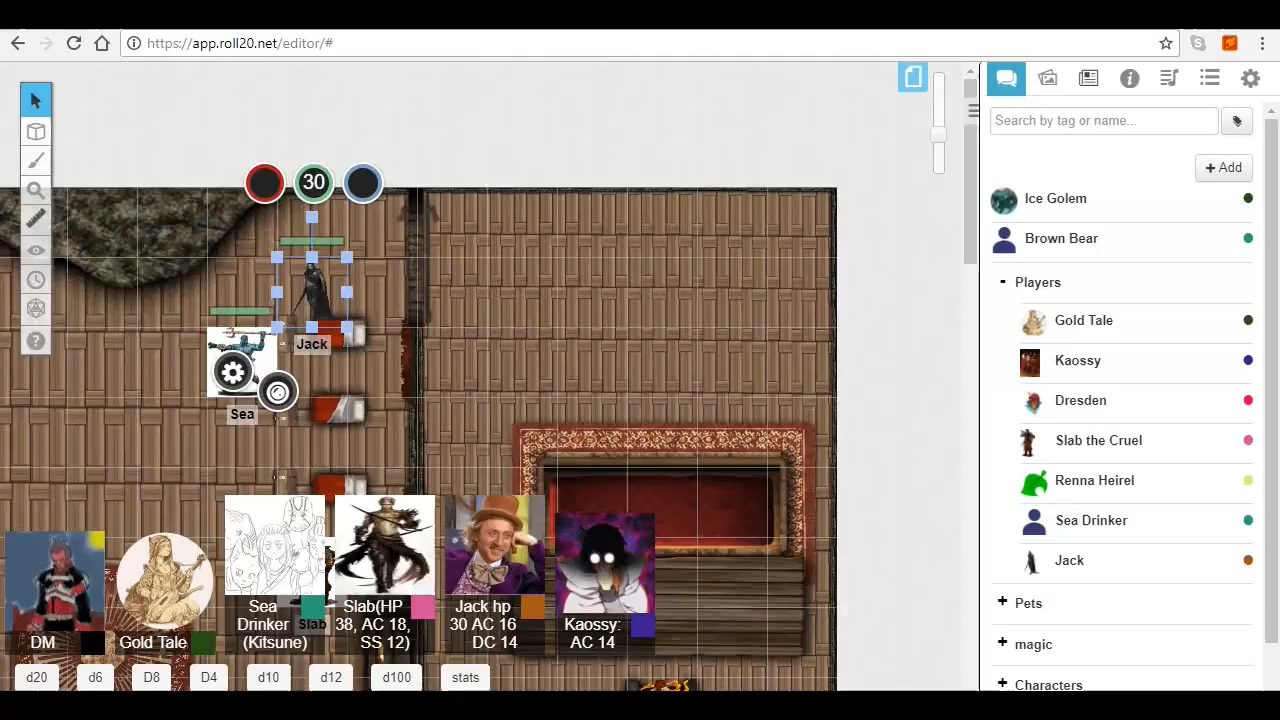 https://app.roll20.net/editor/#
Search by tag or name...
+ Add
30
Ice Golem
Brown Bear
- Players
Gold Tale
Kaossy
Dresden
Slab the Cruel
Renna Heirel
Sea Drinker
Jack
+ Pets
+ magic
+ Characters
Jack
Sea
Slab
DM
Gold Tale
Sea
Drinker
(Kitsune)
Slab(HP
38, AC 18,
SS 12)
Jack hp
30 AC 16
DC 14
Kaossy:
AC 14
d20
d6
D8
D4
d10
d12
d100
stats